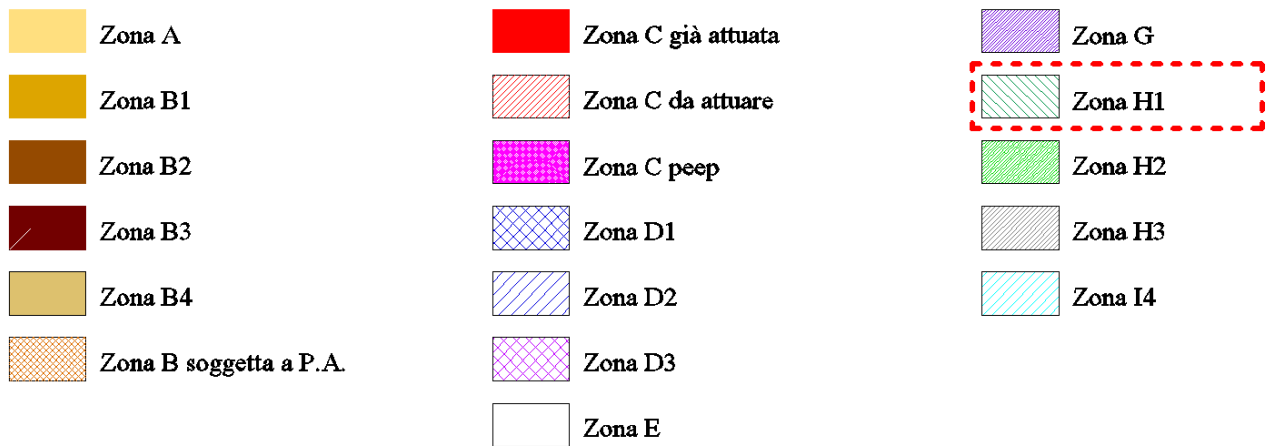 Zona A
Zona B1
Zona B2
Zona B3
Zona B4
Zona B soggetta a P.A.
Zona C già attuata
Zona C da attuare
Zona C peep
Zona D1
Zona D2
Zona D3
Zona E
Zona G
Zona H1
Zona H2
Zona H3
Zona I4